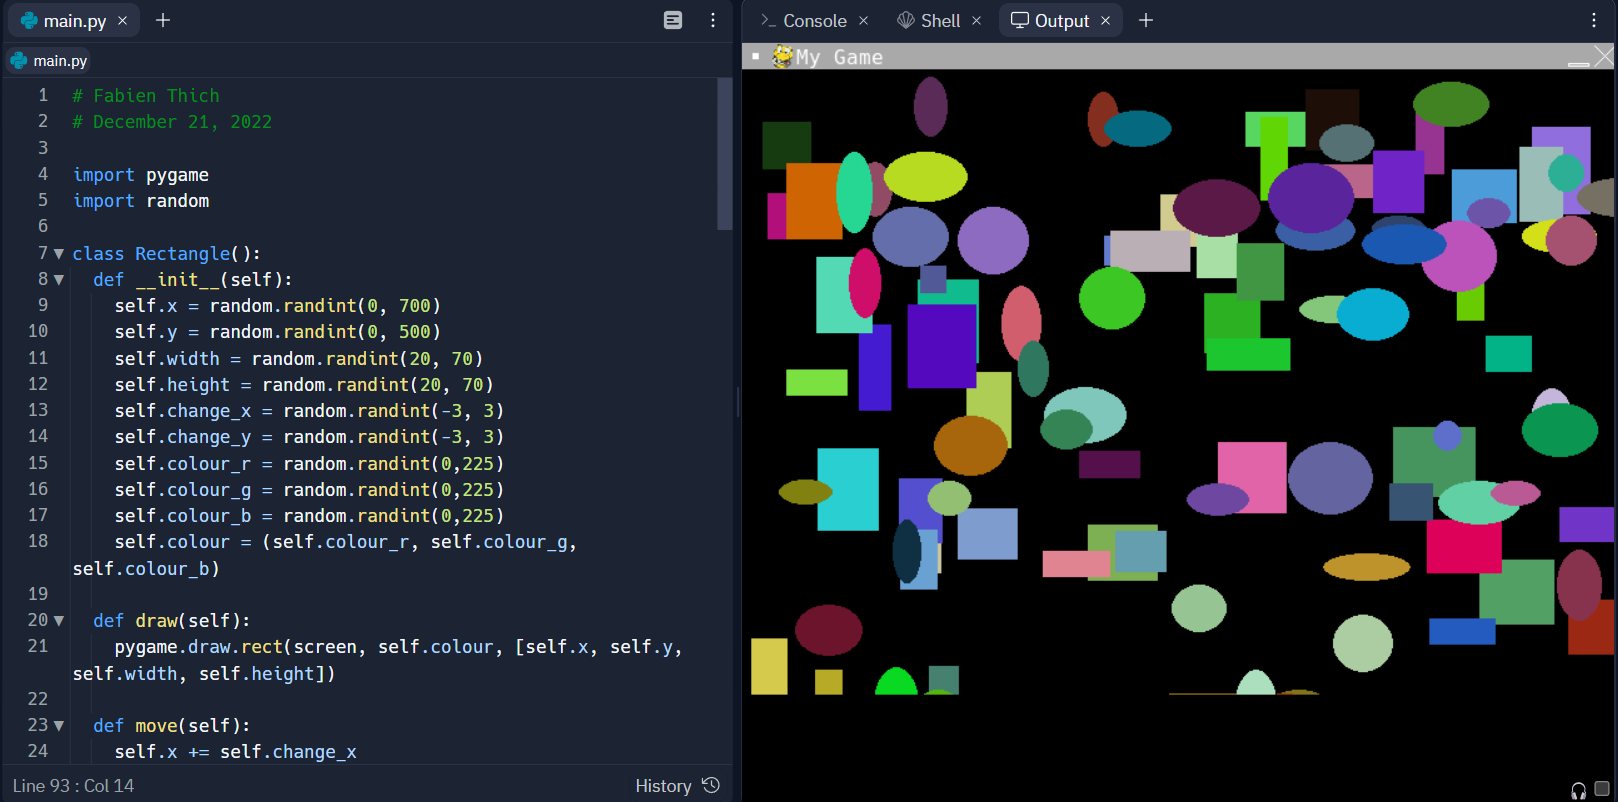 main.py
Console
Shell
Output
My Game
main.py
1 # Fabien Thich
2 # December 21, 2022
3
4 import pygame
5 import random
6
7 class Rectangle():
8 def __init__(self):
9 self.x = random.randint(0, 700)
10 self.y = random.randint(0, 500)
11 self.width = random.randint(20, 70)
12 self.height = random.randint(20, 70)
13 self.change_x = random.randint(-3, 3)
14 self.change_y = random.randint(-3, 3)
15 self.colour_r = random.randint(0,225)
16 self.colour_g = random.randint(0,225)
17 self.colour_b = random.randint(0,225)
18 self.colour = (self.colour_r, self.colour_g,
self.colour_b)
19
20 def draw(self):
21 pygame.draw.rect(screen, self.colour, [self.x, self.y,
self.width, self.height])
22
23 def move(self):
24 self.x += self.change_x
Line 93 : Col 14
History